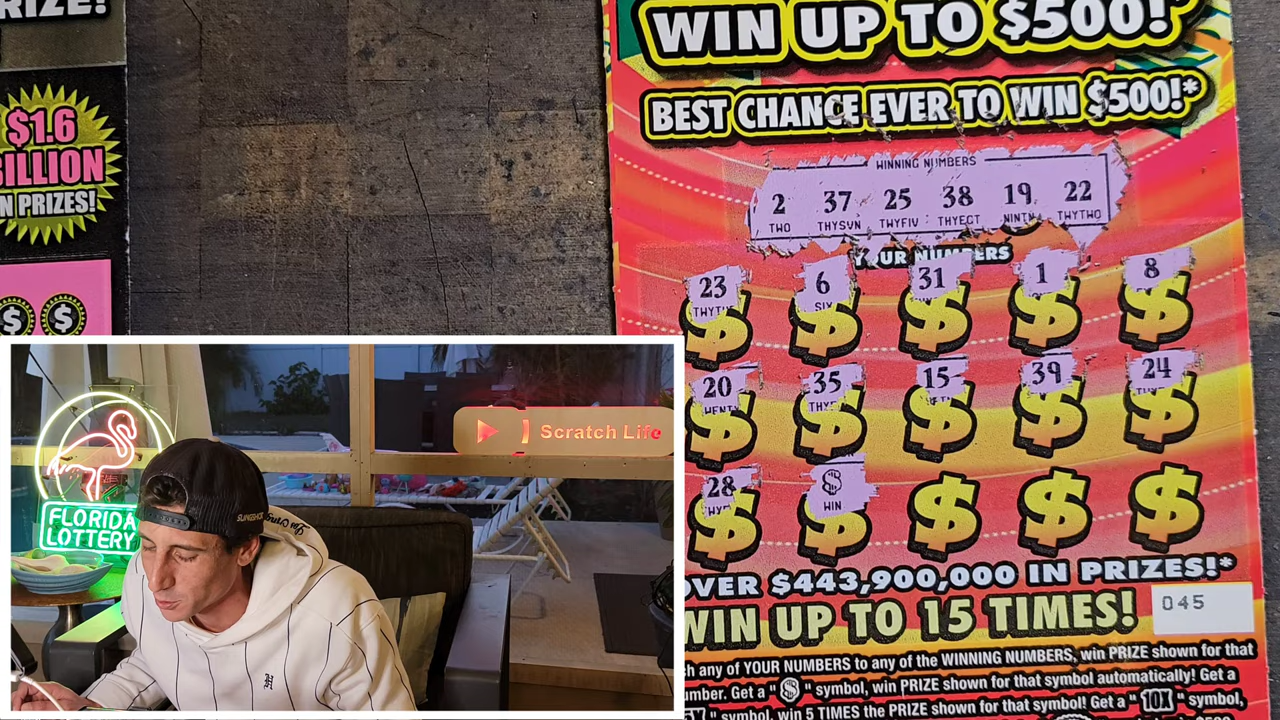 RIZE!
$1.6
BILLION
IN PRIZES!
WIN UP TO $500!*
BEST CHANCE EVER TO WIN $500!*
WINNING NUMBERS
2 37 25 38 19 22
TWO THYSVN TWYFIV THYEGT NINTN TWYTWO
YOUR NUMBERS
23 6 31 1 8
SIX
20 35 15 39 24
28 $
WIN
OVER $443,900,000 IN PRIZES!*
WIN UP TO 15 TIMES!
045
any of YOUR NUMBERS to any of the WINNING NUMBERS, win PRIZE shown for that
number. Get a "$" symbol, win PRIZE shown for that symbol automatically! Get a
5X" symbol, win 5 TIMES the PRIZE shown for that symbol! Get a "10X" symbol,
Scratch Life
FLORIDA
LOTTERY
SLINGSHOT